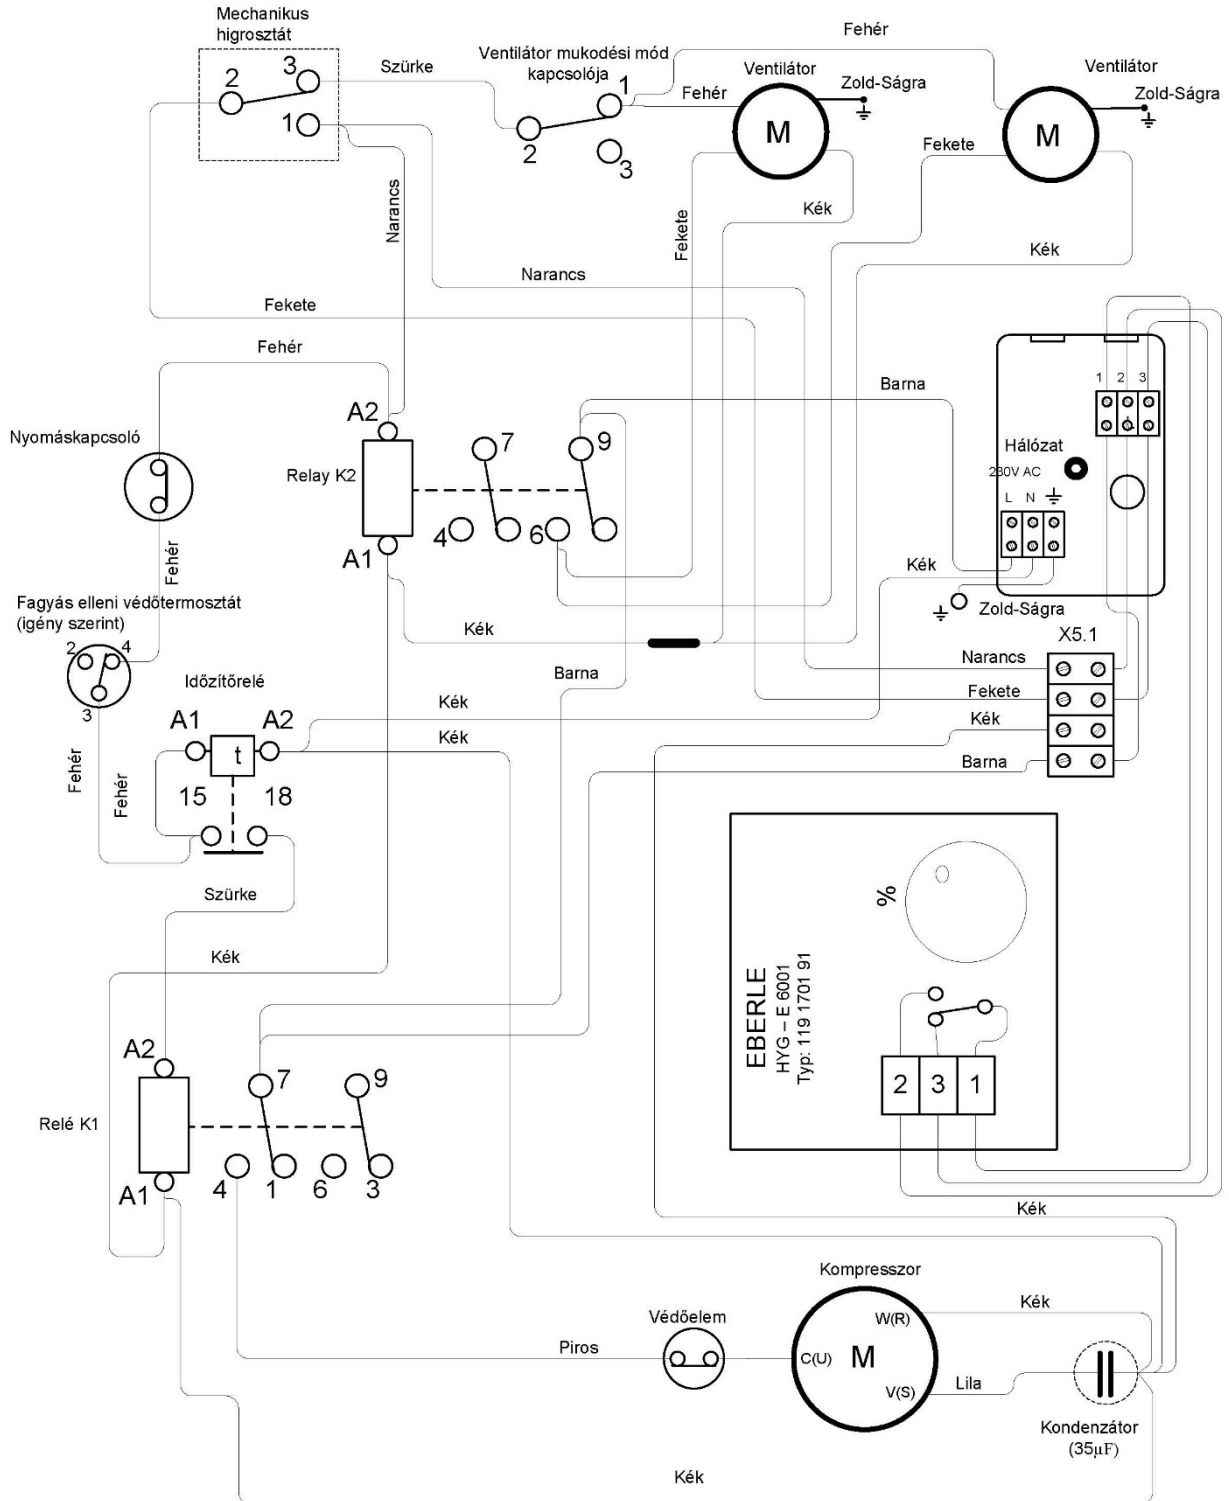 Mechanikus
higrosztát
2
3
1
Szürke
Ventilátor mukodési mód
kapcsolója
1
2
3
Fehér
Fehér
Ventilátor
M
Zold-Ságra
Ventilátor
M
Zold-Ságra
Narancs
Fekete
Kék
Fekete
Kék
Narancs
Fekete
Fehér
Barna
A2
Relay K2
A1
7
9
4
6
Nyomáskapcsoló
Fehér
Hálózat
230V AC
L N
1 2 3
Kék
Zold-Ságra
Fagyás elleni védőtermosztát
(igény szerint)
2
4
3
Kék
Barna
X5.1
Narancs
Fekete
Kék
Barna
Időzítőrelé
A1
t
A2
15
18
Kék
Kék
Fehér
Fehér
Szürke
Kék
%
EBERLE
HYG – E 6001
Typ: 119 1701 91
2 3 1
A2
Relé K1
A1
7
9
4
1
6
3
Kék
Kompresszor
W(R)
C(U)
M
V(S)
Kék
Védőelem
Piros
Lila
Kondenzátor
(35µF)
Kék